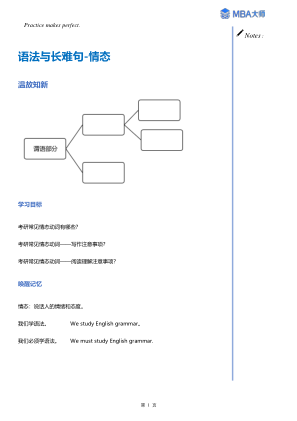 Practice makes perfect.
MBA大师
Notes :
语法与长难句-情态
温故知新
谓语部分
学习目标
考研常见情态动词有哪些?
考研常见情态动词——写作注意事项?
考研常见情态动词——阅读理解注意事项?
唤醒记忆
情态:说话人的情绪和态度。
我们学语法。 We study English grammar。
我们必须学语法。 We must study English grammar.
第 1 页